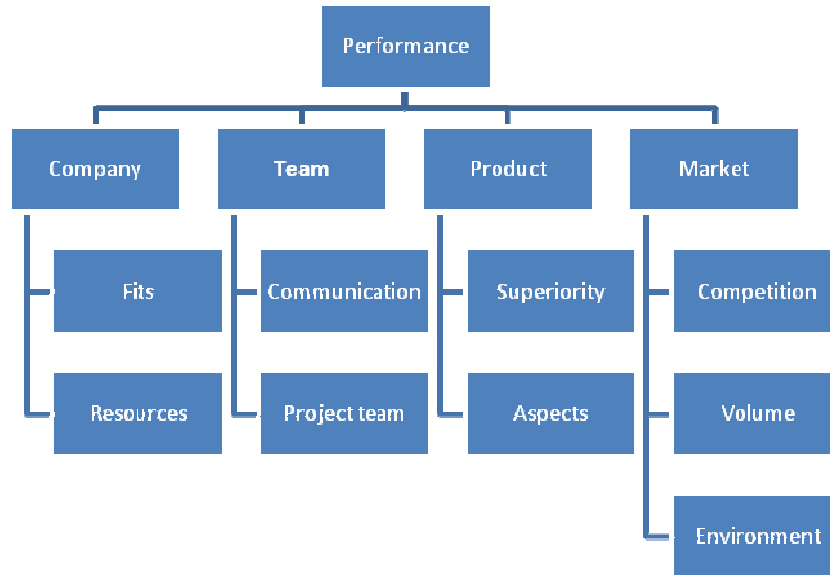 Performance
Company
Team
Product
Market
Fits
Communication
Superiority
Competition
Resources
Project team
Aspects
Volume
Environment